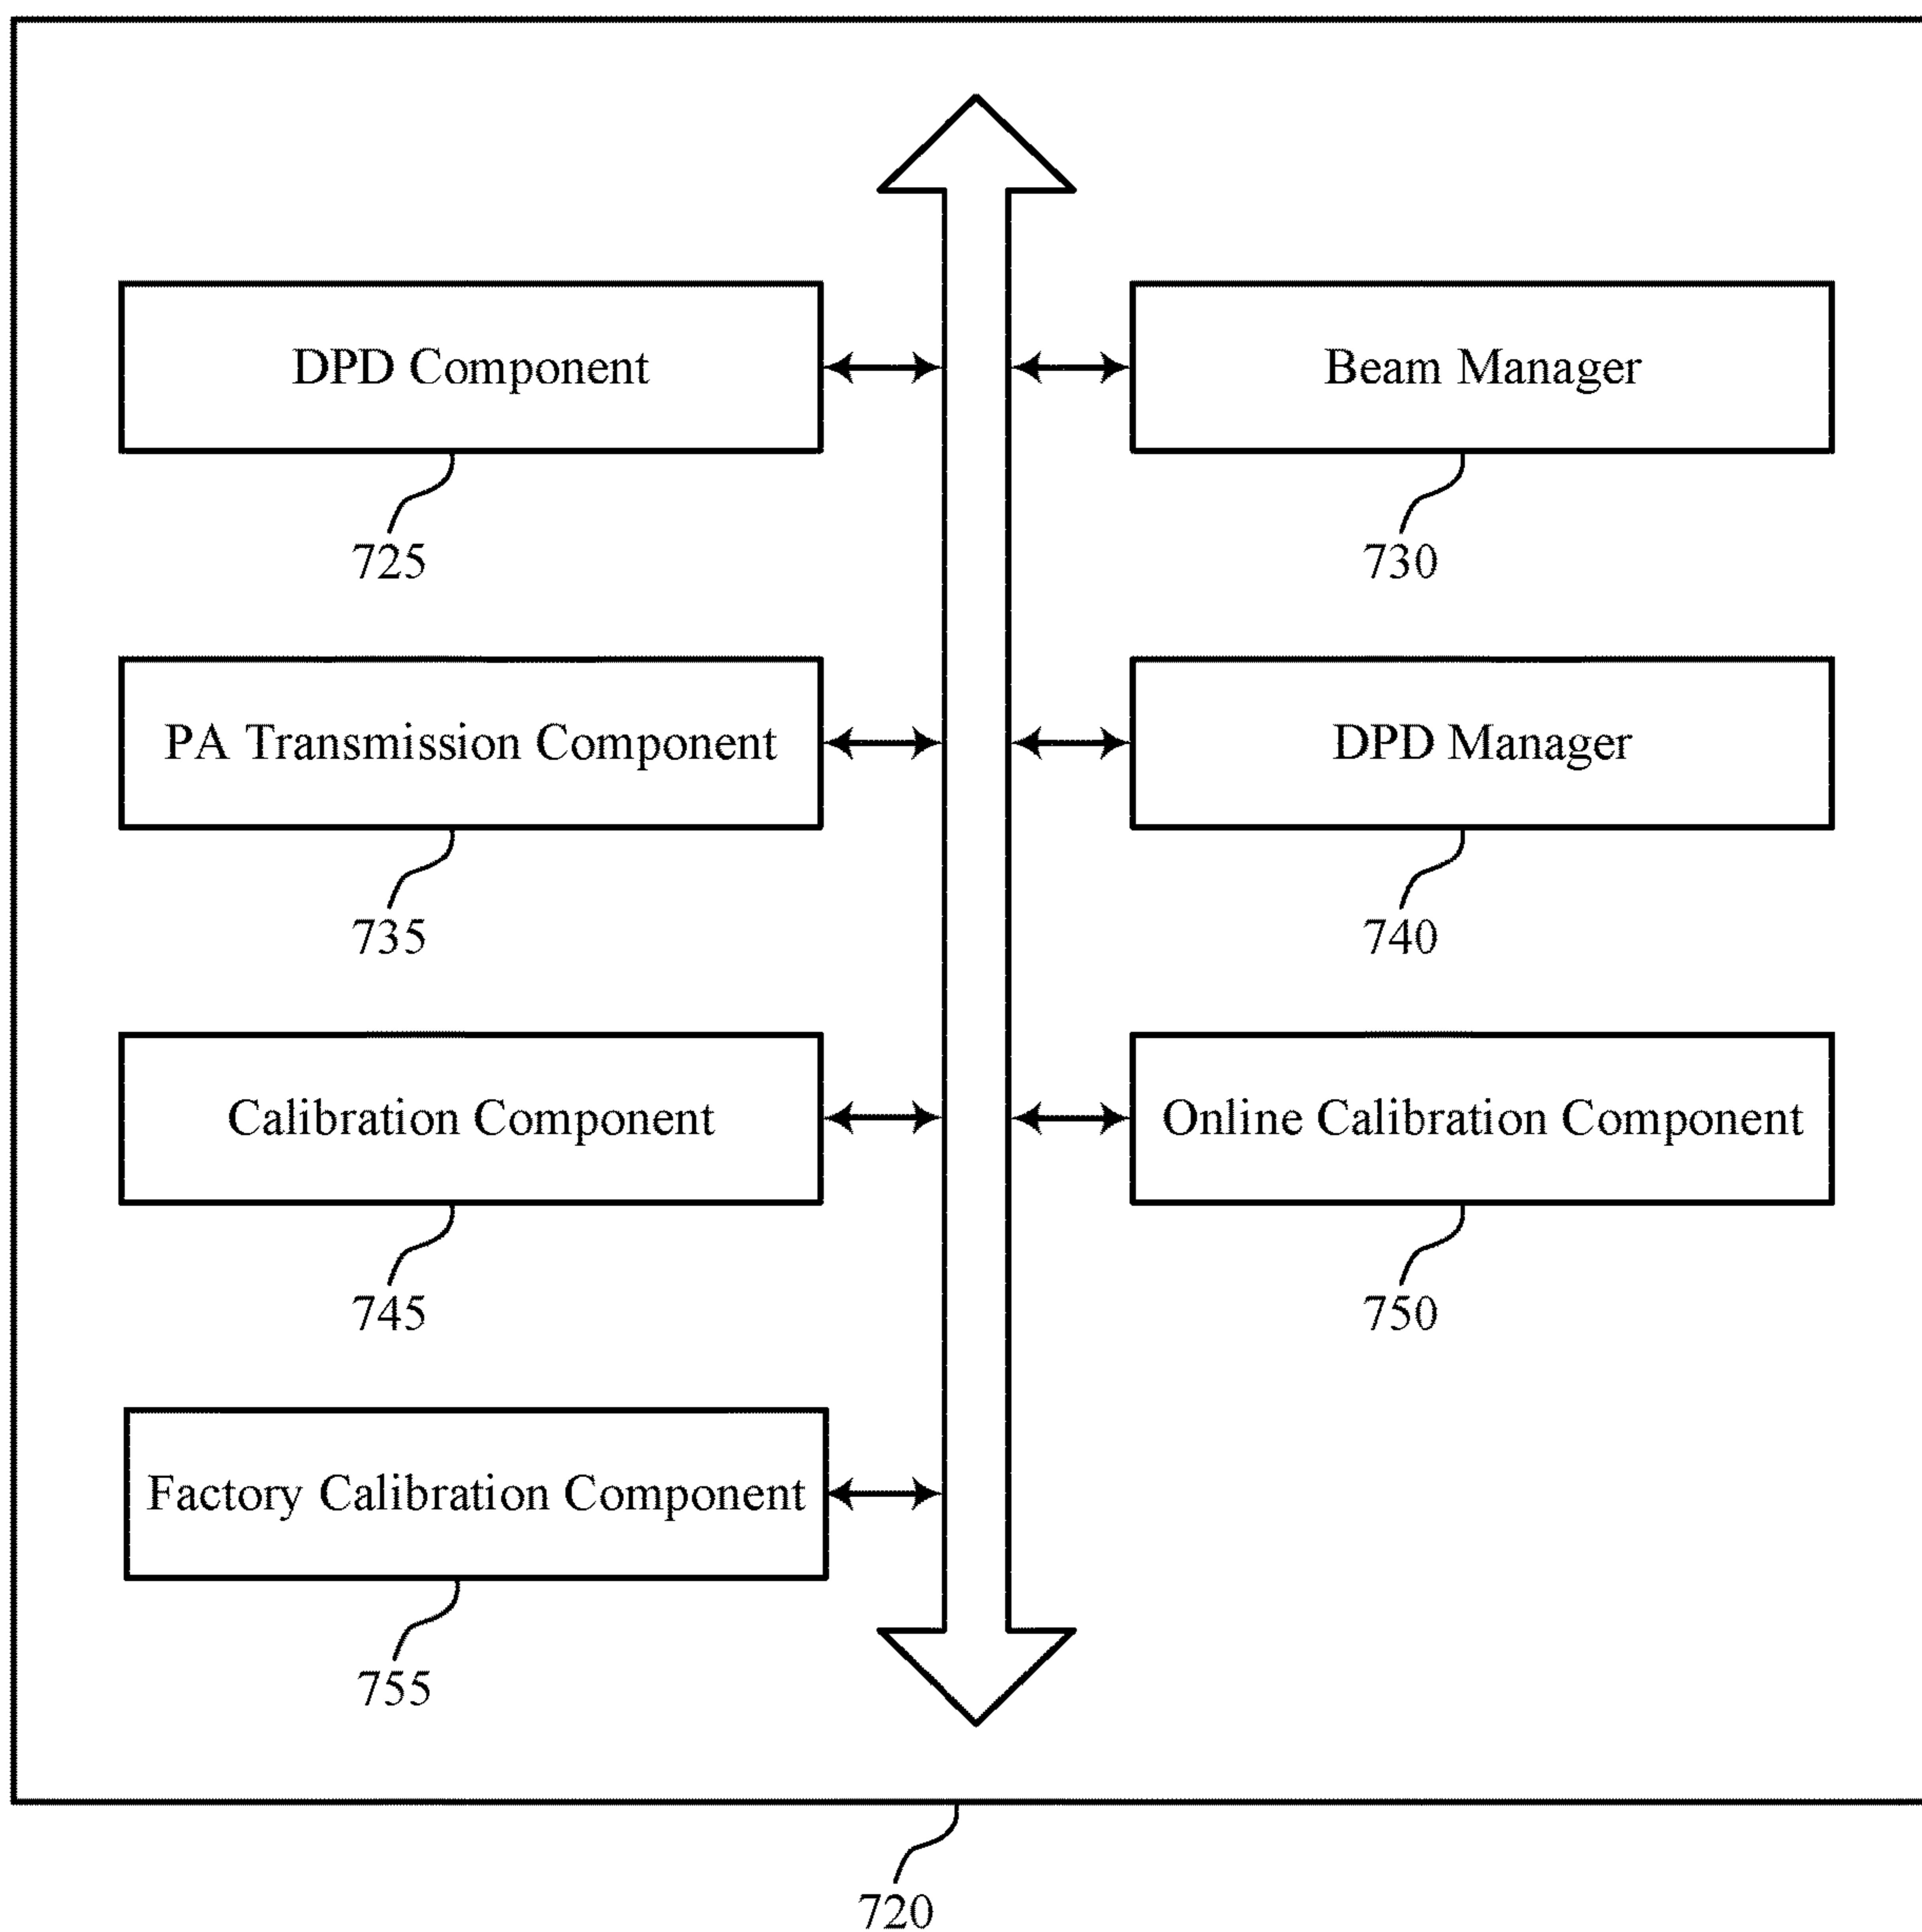 DPD Component
Beam Manager
725
730
PA Transmission Component
DPD Manager
735
740
Calibration Component
Online Calibration Component
745
750
Factory Calibration Component
755
720